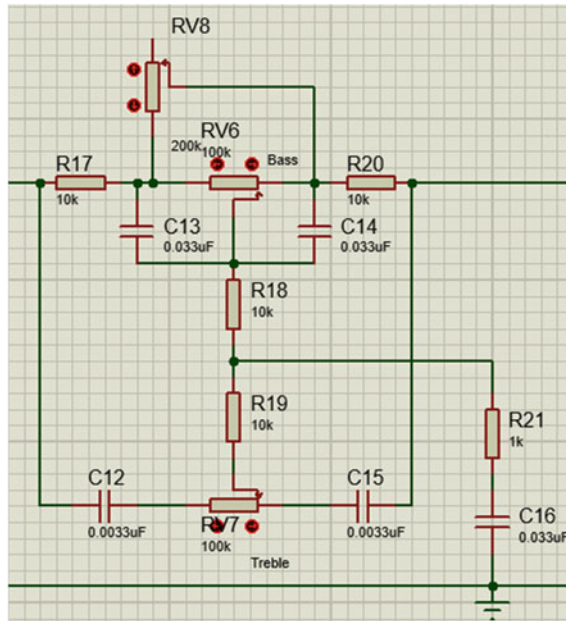 RV8
R17
10k
200k
RV6
100k
Bass
R20
10k
C13
0.033uF
C14
0.033uF
R18
10k
R19
10k
R21
1k
C12
0.0033uF
RV7
100k
C15
0.0033uF
C16
0.033uF
Treble